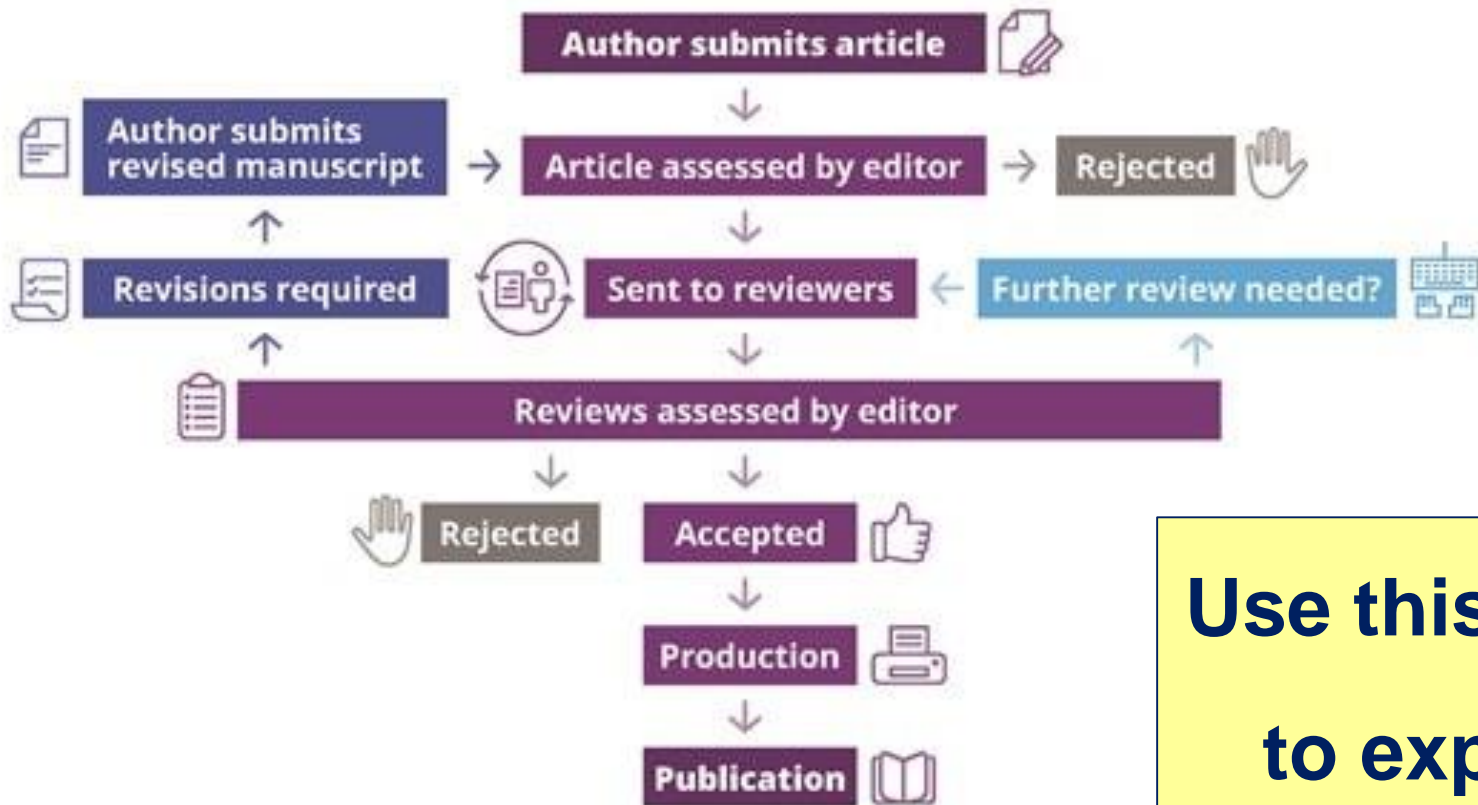 Author submits article
Author submits
revised manuscript
Article assessed by editor
Rejected
Revisions required
Sent to reviewers
Further review needed?
Reviews assessed by editor
Rejected
Accepted
Production
Publication
Use this
to exp